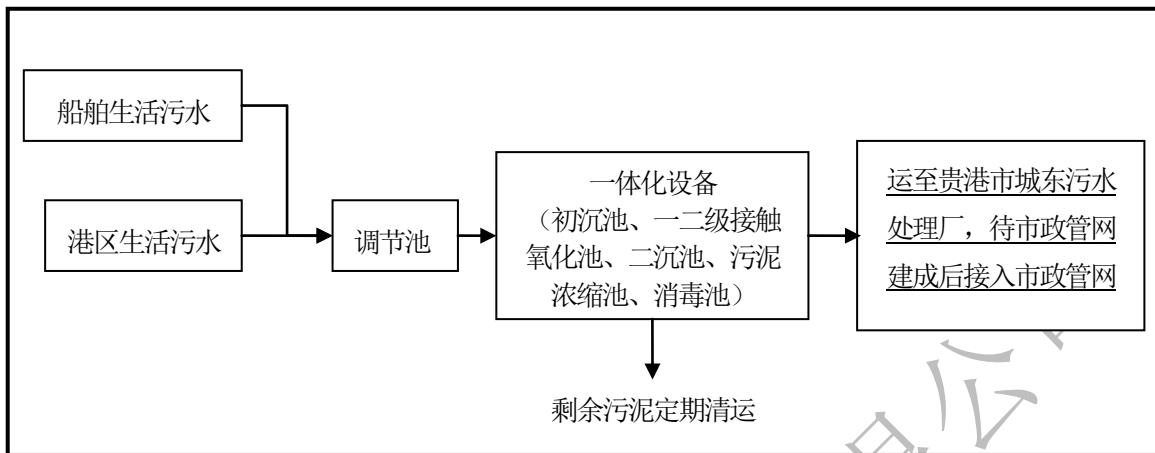 船舶生活污水
港区生活污水
调节池
一体化设备
（初沉池、一二级接触
氧化池、二沉池、污泥
浓缩池、消毒池）
运至贵港市城东污水
处理厂，待市政管网
建成后接入市政管网
剩余污泥定期清运
公